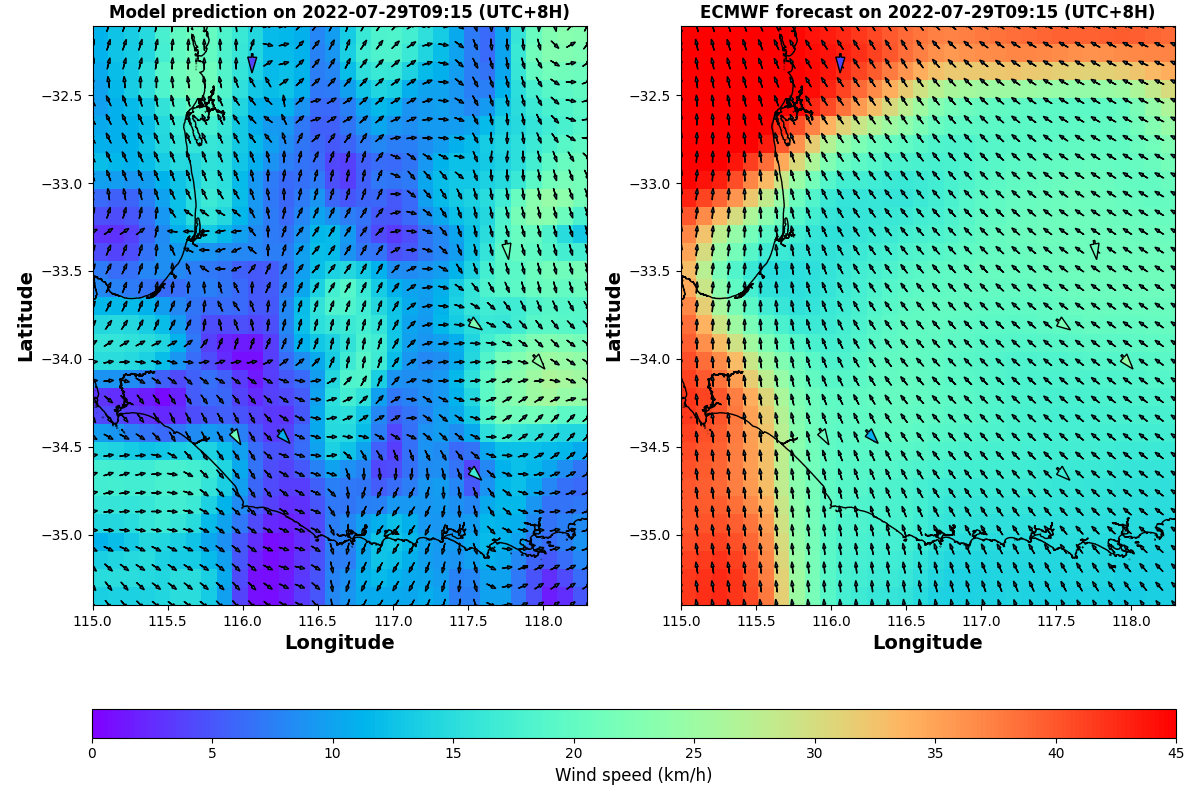 Model prediction on 2022-07-29T09:15 (UTC+8H)
ECMWF forecast on 2022-07-29T09:15 (UTC+8H)
−32.5
−33.0
−33.5
−34.0
−34.5
−35.0
Latitude
115.0 115.5 116.0 116.5 117.0 117.5 118.0
Longitude
−32.5
−33.0
−33.5
−34.0
−34.5
−35.0
Latitude
115.0 115.5 116.0 116.5 117.0 117.5 118.0
Longitude
0 5 10 15 20 25 30 35 40 45
Wind speed (km/h)